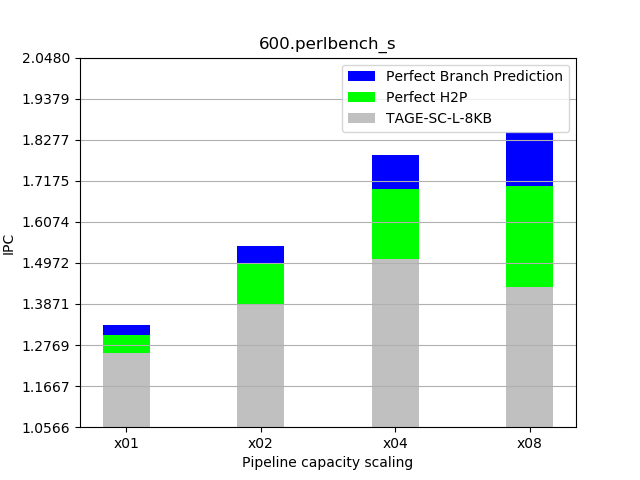 600.perlbench_s
2.0480
1.9379
1.8277
1.7175
1.6074
1.4972
1.3871
1.2769
1.1667
1.0566
IPC
Perfect Branch Prediction
Perfect H2P
TAGE-SC-L-8KB
x01 x02 x04 x08
Pipeline capacity scaling